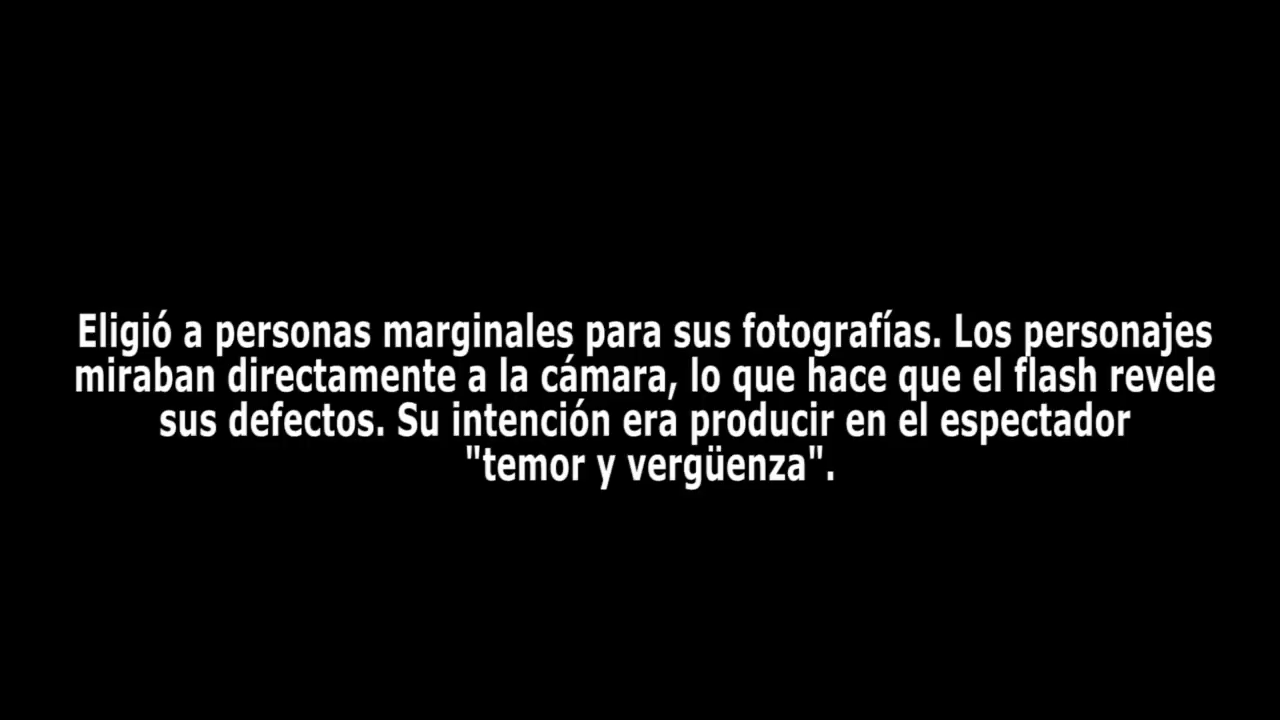 Eligió a personas marginales para sus fotografías. Los personajes
miraban directamente a la cámara, lo que hace que el flash revele
sus defectos. Su intención era producir en el espectador
"temor y vergüenza".